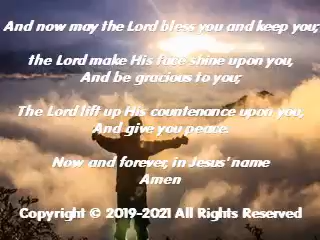 And now may the Lord bless you and keep you;
the Lord make His face shine upon you,
And be gracious to you;
The Lord lift up His countenance upon you,
And give you peace.
Now and forever, in Jesus' name
Amen
Copyright © 2019-2021 All Rights Reserved